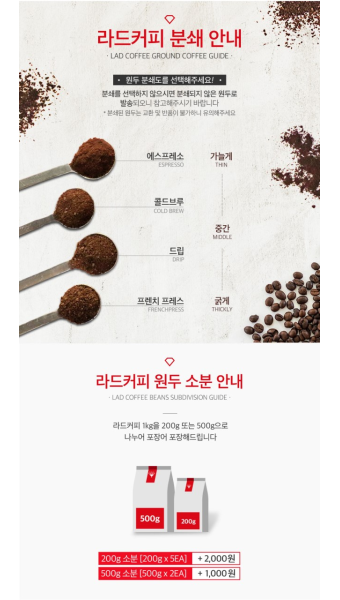 라드커피 분쇄 안내
· LAD COFFEE GROUND COFFEE GUIDE ·
• 원두 분쇄도를 선택해주세요! •
분쇄를 선택하지 않으시면 분쇄되지 않은 원두로
발송되오니 참고해주시기 바랍니다
* 분쇄된 원두는 교환 및 반품이 불가하니 유의해주세요
에스프레소 가늘게
ESPRESSO THIN
콜드브루
COLD BREW
중간
MIDDLE
드립
DRIP
프렌치 프레스 굵게
FRENCHPRESS THICKLY
라드커피 원두 소분 안내
· LAD COFFEE BEANS SUBDIVISION GUIDE ·
라드커피 1kg을 200g 또는 500g으로
나누어 포장어 포장해드립니다
500g 200g
200g 소분 [200g x 5EA] + 2,000원
500g 소분 [500g x 2EA] + 1,000원